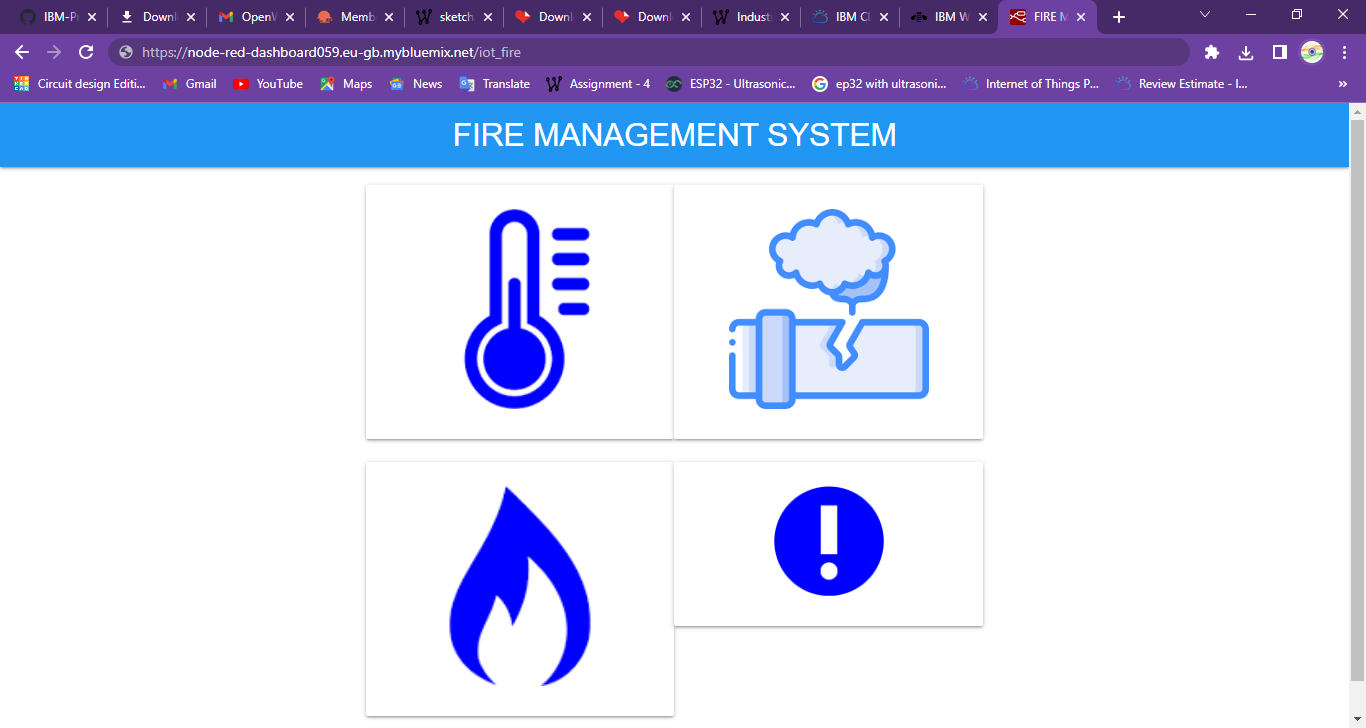 IBM-Pr Downl OpenW Memb sketch Downl Downl Indust IBM Cl IBM W FIRE M
https://node-red-dashboard059.eu-gb.mybluemix.net/iot_fire
Circuit design Editi... Gmail YouTube Maps News Translate Assignment - 4 ESP32 - Ultrasonic... ep32 with ultrasoni... Internet of Things P... Review Estimate - I...
FIRE MANAGEMENT SYSTEM